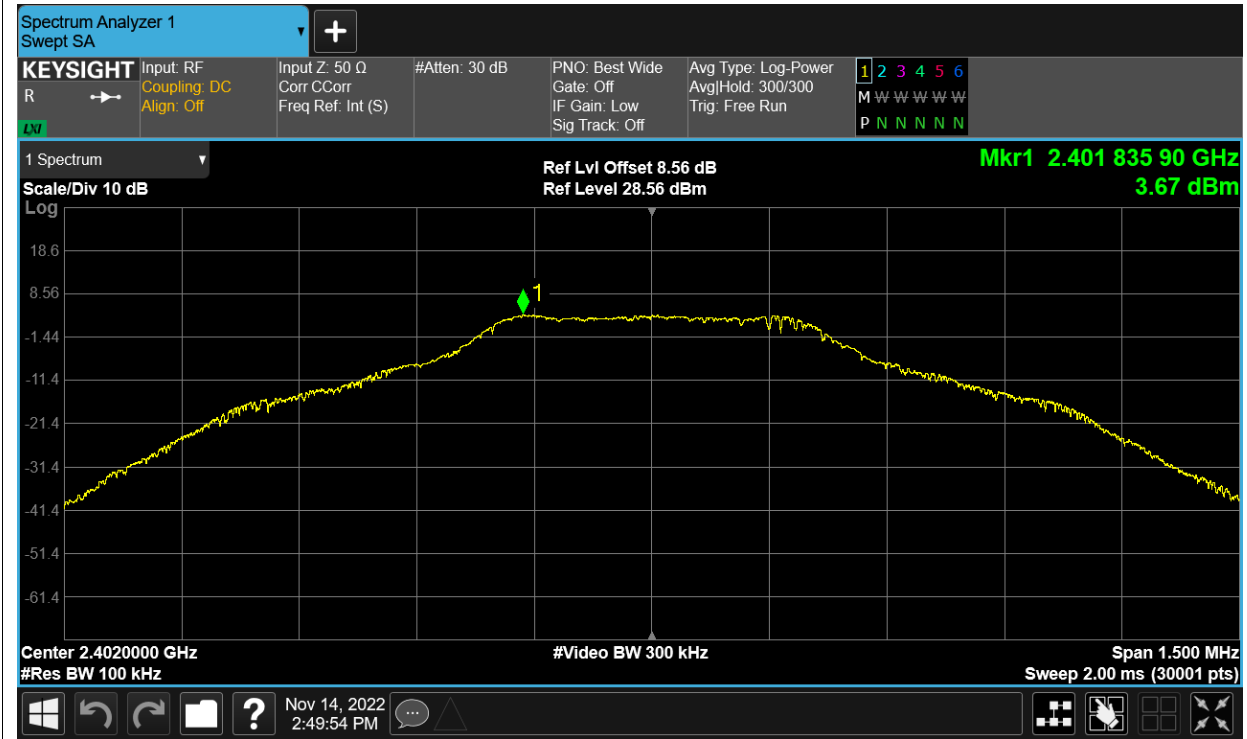 Spectrum Analyzer 1
Swept SA
KEYSIGHT
R
LXI
Input: RF
Coupling: DC
Align: Off
Input Z: 50 Ω
Corr CCorr
Freq Ref: Int (S)
#Atten: 30 dB
PNO: Best Wide
Gate: Off
IF Gain: Low
Sig Track: Off
Avg Type: Log-Power
Avg|Hold: 300/300
Trig: Free Run
1 2 3 4 5 6
M W W W W W
P N N N N N
1 Spectrum
Scale/Div 10 dB
Log
Ref Lvl Offset 8.56 dB
Ref Level 28.56 dBm
Mkr1 2.401 835 90 GHz
3.67 dBm
18.6
8.56
1
-1.44
-11.4
-21.4
-31.4
-41.4
-51.4
-61.4
Center 2.4020000 GHz
#Res BW 100 kHz
#Video BW 300 kHz
Span 1.500 MHz
Sweep 2.00 ms (30001 pts)
?
Nov 14, 2022
2:49:54 PM